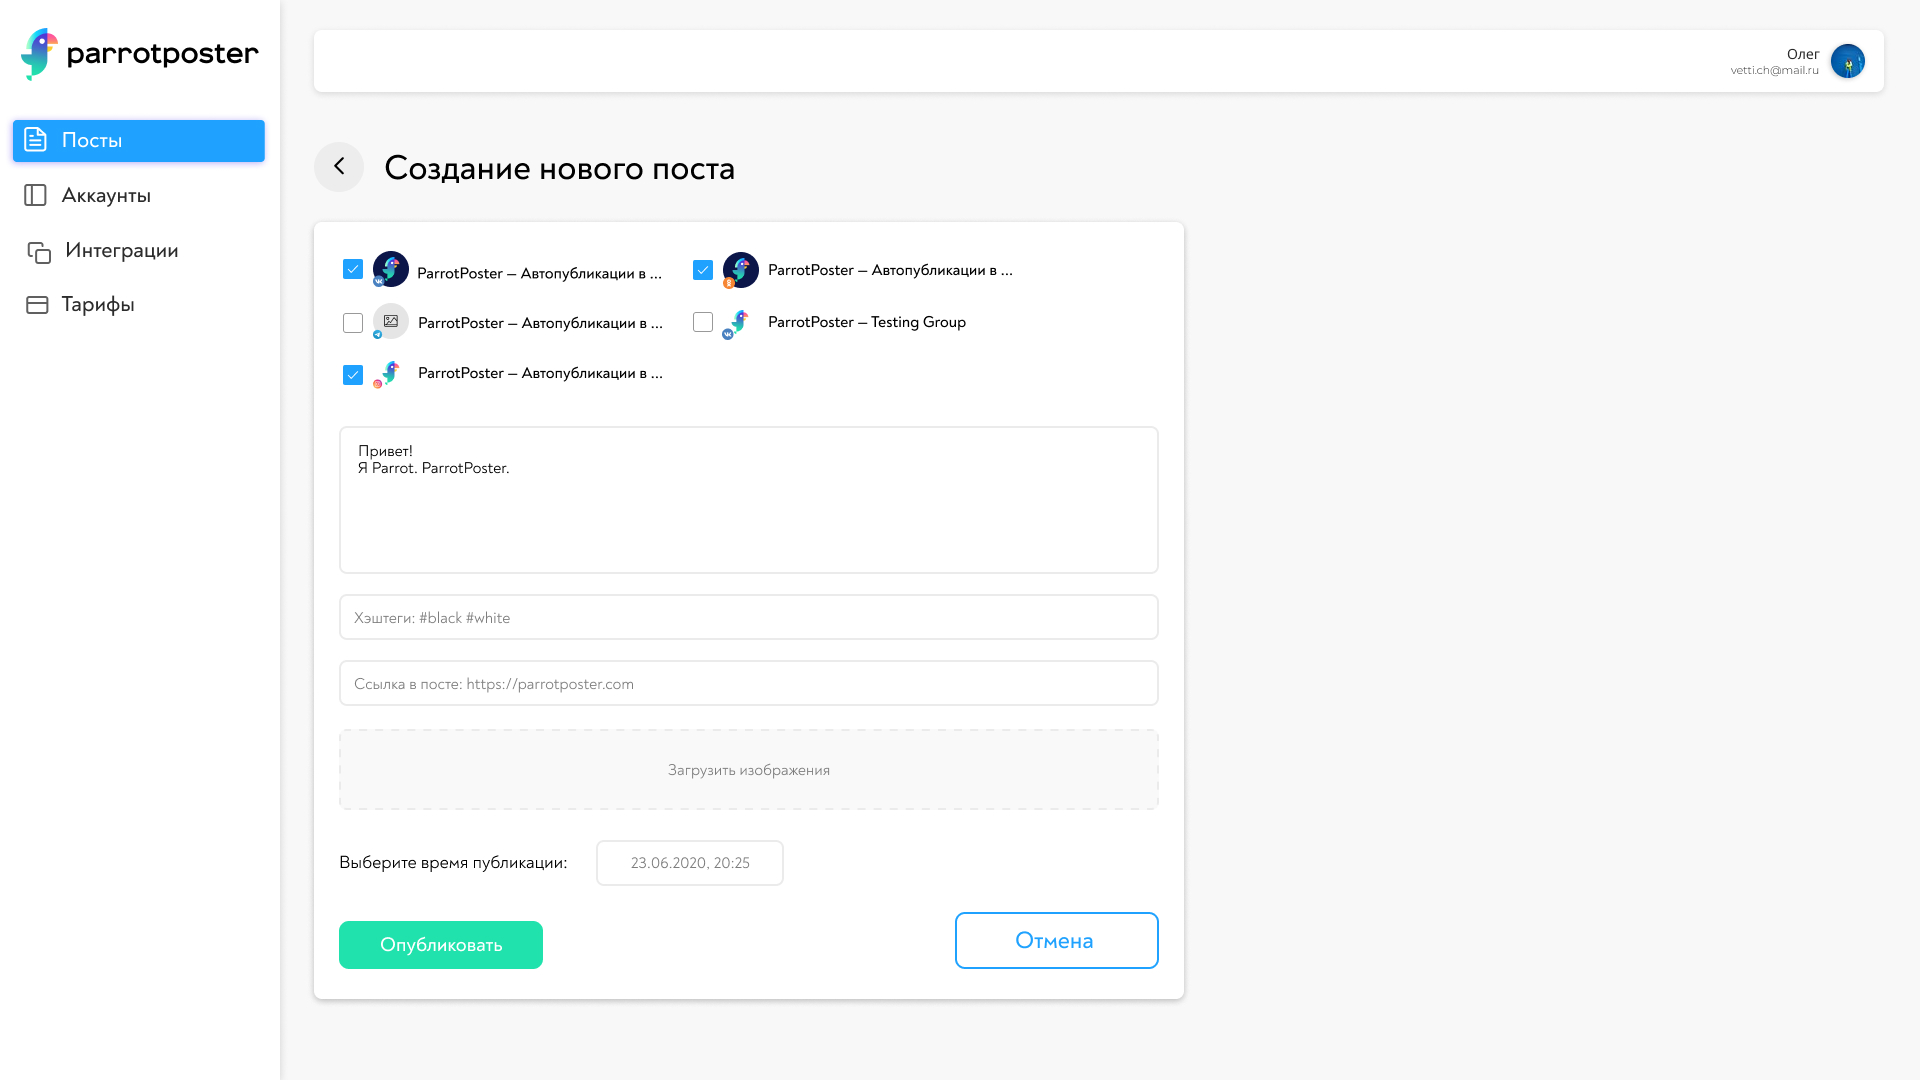 parrotposter
Олег
vetti.ch@mail.ru
Посты
Аккаунты
Интеграции
Тарифы
Создание нового поста
ParrotPoster — Автопубликации в ...
ParrotPoster — Автопубликации в ...
ParrotPoster — Автопубликации в ...
ParrotPoster — Testing Group
ParrotPoster — Автопубликации в ...
Привет!
Я Parrot. ParrotPoster.
Хэштеги: #black #white
Ссылка в посте: https://parrotposter.com
Загрузить изображения
Выберите время публикации:
23.06.2020, 20:25
Опубликовать
Отмена